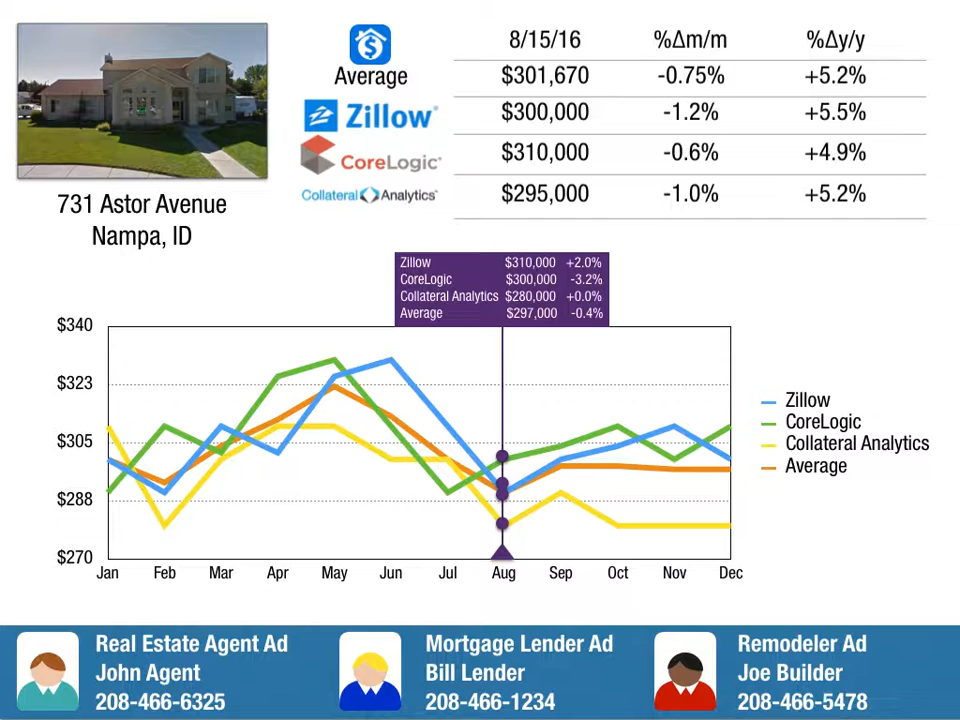 8/15/16 %Δm/m %Δy/y
Average $301,670 -0.75% +5.2%
Zillow® $300,000 -1.2% +5.5%
CoreLogic® $310,000 -0.6% +4.9%
Collateral Analytics® $295,000 -1.0% +5.2%
731 Astor Avenue
Nampa, ID
Zillow $310,000 +2.0%
CoreLogic $300,000 -3.2%
Collateral Analytics $280,000 +0.0%
Average $297,000 -0.4%
$340
$323
$305
$288
$270
Jan Feb Mar Apr May Jun Jul Aug Sep Oct Nov Dec
Zillow
CoreLogic
Collateral Analytics
Average
Real Estate Agent Ad
John Agent
208-466-6325
Mortgage Lender Ad
Bill Lender
208-466-1234
Remodeler Ad
Joe Builder
208-466-5478